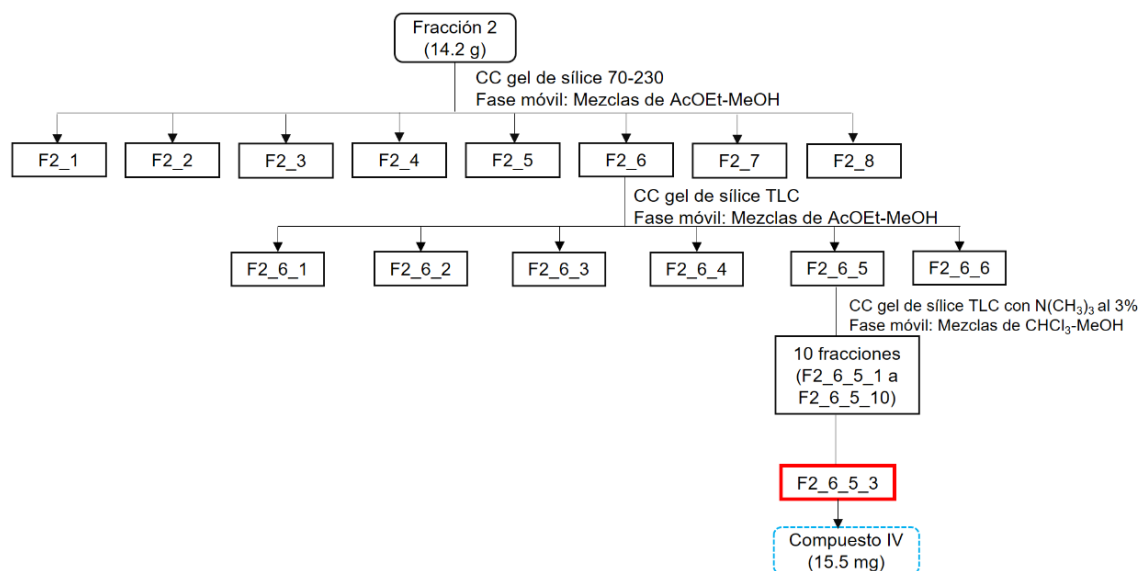 Fracción 2
(14.2 g)
CC gel de sílice 70-230
Fase móvil: Mezclas de AcOEt-MeOH
F2_1
F2_2
F2_3
F2_4
F2_5
F2_6
F2_7
F2_8
CC gel de sílice TLC
Fase móvil: Mezclas de AcOEt-MeOH
F2_6_1
F2_6_2
F2_6_3
F2_6_4
F2_6_5
F2_6_6
CC gel de sílice TLC con N(CH₃)₃ al 3%
Fase móvil: Mezclas de CHCl₃-MeOH
10 fracciones
(F2_6_5_1 a
F2_6_5_10)
F2_6_5_3
Compuesto IV
(15.5 mg)